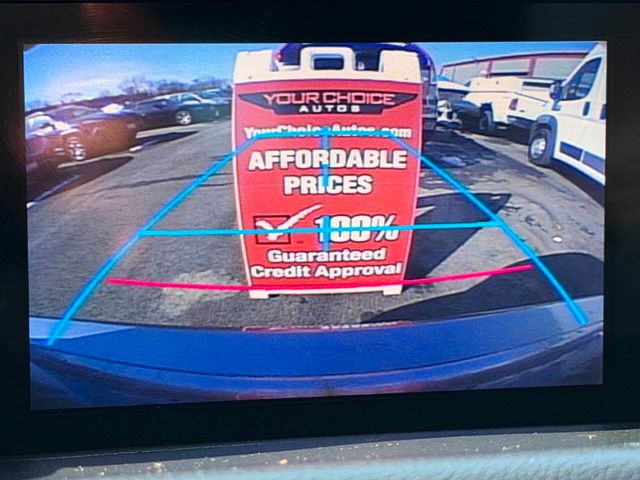 YOUR CHOICE
AUTOS
YourChoiceAutos.com
AFFORDABLE
PRICES
100%
Guaranteed
Credit Approval